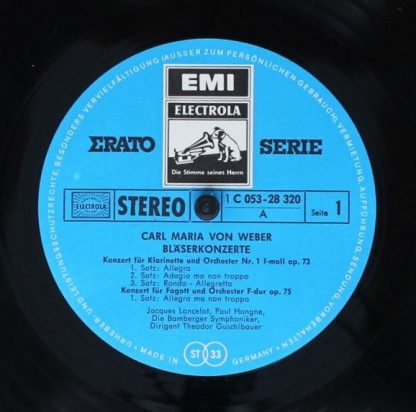 URHEBER- UND LEISTUNGSSCHUTZRECHTE, BESONDERS VERVIELFÄLTIGUNG (AUSSER ZUM PERSÖNLICHEN GEBRAUCH), VERMIETUNG, AUFFÜHRUNG, SENDUNG, VORBEHALTEN
EMI
ELECTROLA
Die Stimme seines Herrn
ΣRATO SERIE
ELECTROLA
STEREO
1 C 053-28 320
A
Seite 1
CARL MARIA VON WEBER
BLÄSERKONZERTE
Konzert für Klarinette und Orchester Nr. 1 f-moll op. 73
1. Satz: Allegro
2. Satz: Adagio ma non troppo
3. Satz: Rondo - Allegretto
Konzert für Fagott und Orchester F-dur op. 75
1. Satz: Allegro ma non troppo
Jacques Lancelot, Paul Hongne,
Die Bamberger Symphoniker,
Dirigent Theodor Guschlbauer
MADE IN GERMANY
ST 33